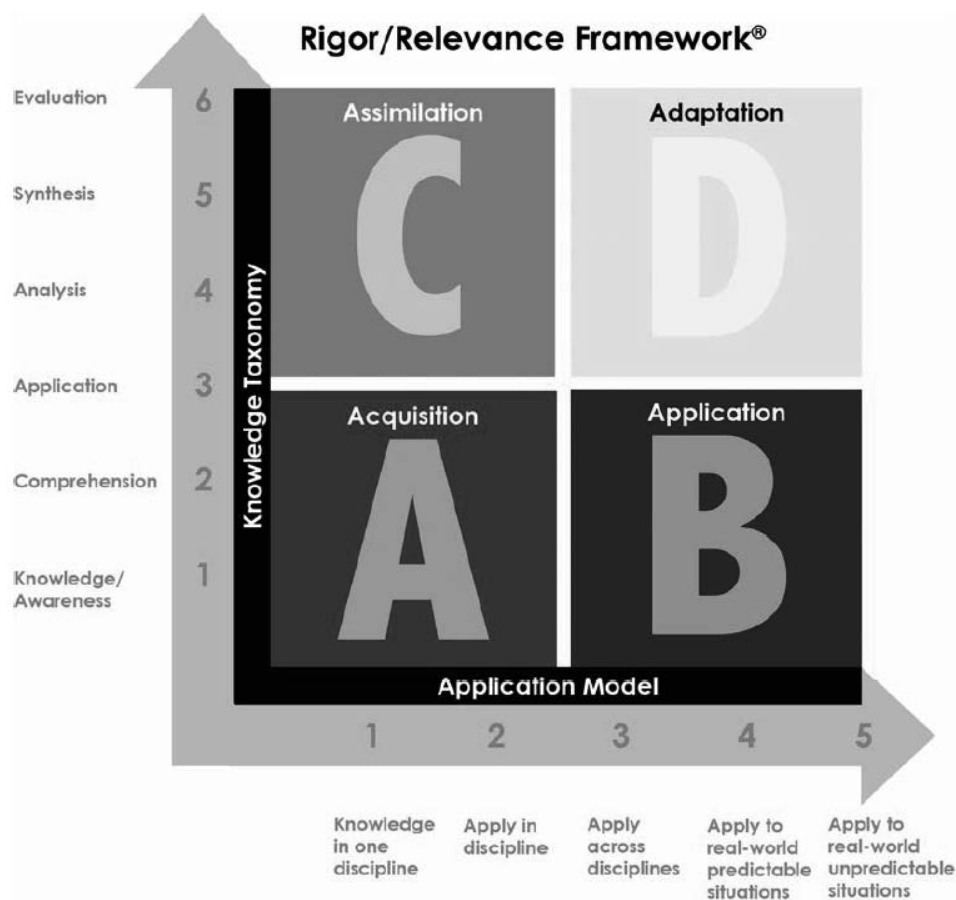 Rigor/Relevance Framework®
Evaluation
6
Synthesis
5
Analysis
4
Application
3
Comprehension
2
Knowledge/
Awareness
1
Knowledge Taxonomy
Assimilation
C
Adaptation
D
Acquisition
A
Application
B
Application Model
1
2
3
4
5
Knowledge
in one
discipline
Apply in
discipline
Apply
across
disciplines
Apply to
real-world
predictable
situations
Apply to
real-world
unpredictable
situations